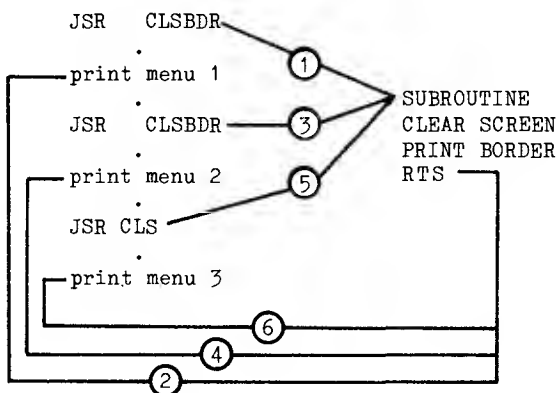 JSR CLSBDR
.
print menu 1
JSR CLSBDR
.
print menu 2
.
JSR CLS
.
print menu 3
1
3
5
SUBROUTINE
CLEAR SCREEN
PRINT BORDER
RTS
6
4
2